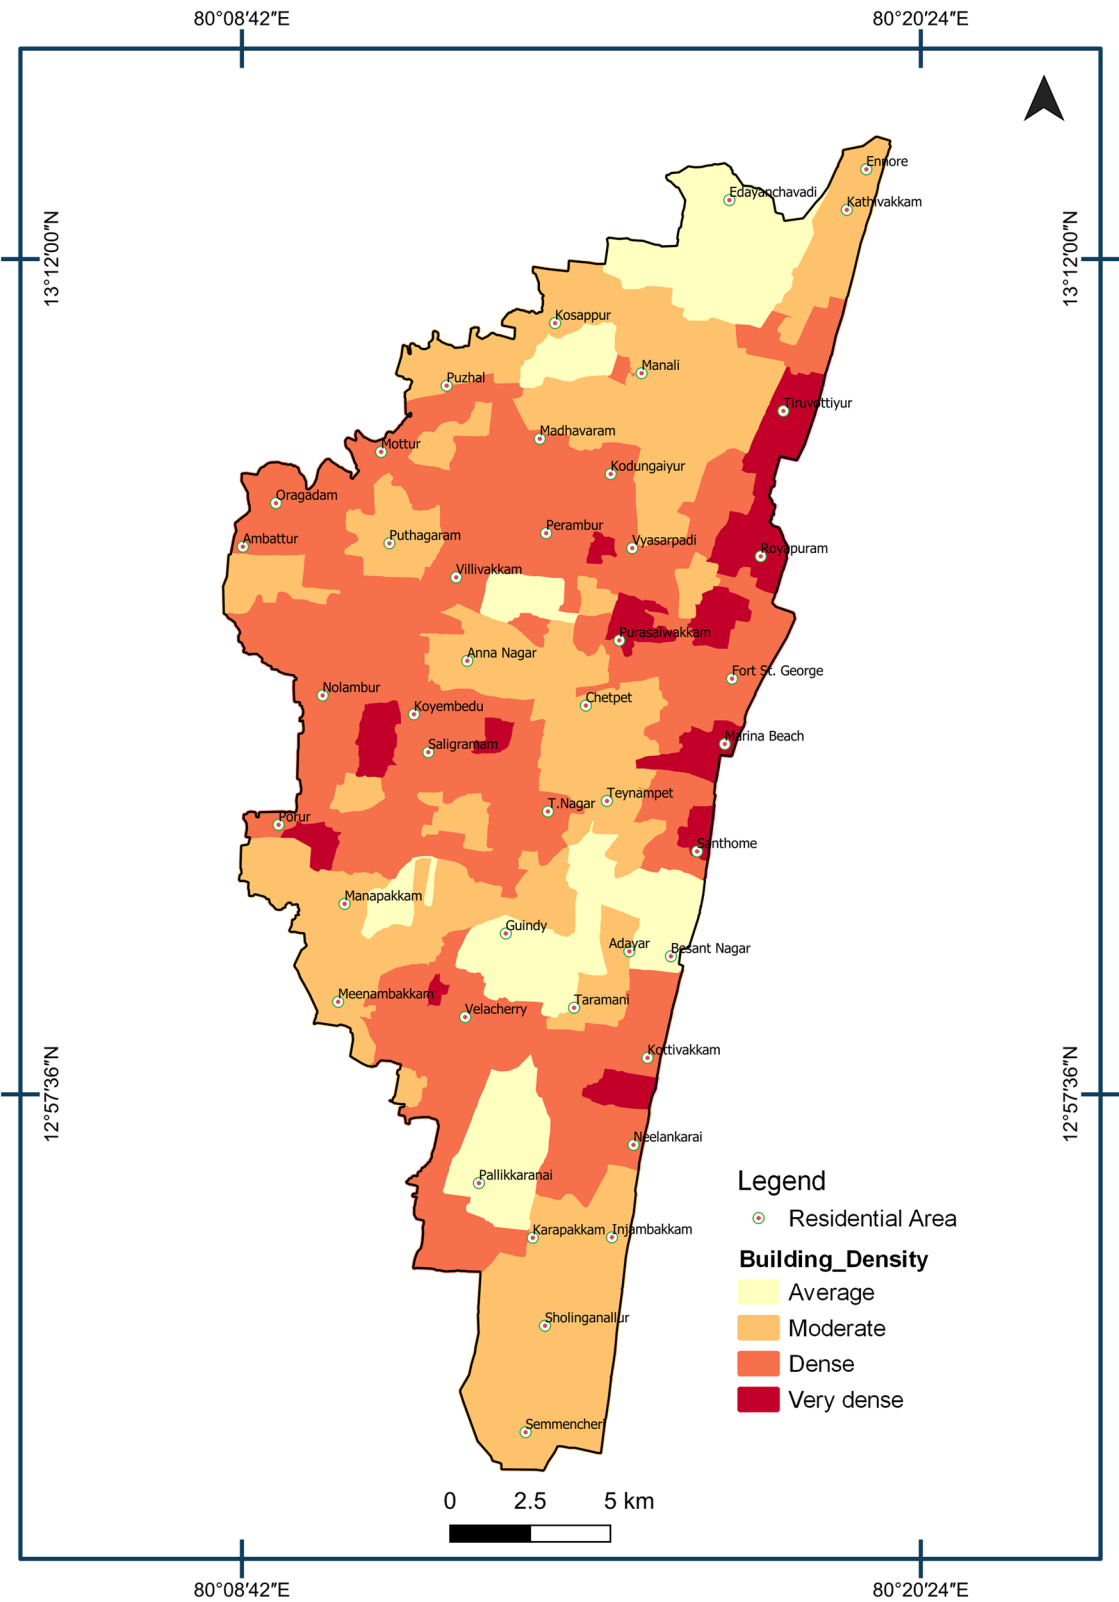 80°08′42″E 80°20′24″E
Ennore
Edayanchavadi
Kathivakkam
13°12′00″N 13°12′00″N
Kosappur
Manali
Puzhal
Tiruvottiyur
Madhavaram
Mottur
Kodungaiyur
Oragadam
Perambur
Ambattur
Puthagaram
Vyasarpadi
Royapuram
Villivakkam
Purasaiwakkam
Anna Nagar
Fort St. George
Nolambur
Chetpet
Koyembedu
Marina Beach
Saligramam
Teynampet
T.Nagar
Porur
Santhome
Manapakkam
Guindy
Adayar
Besant Nagar
Meenambakkam
Taramani
Velacherry
Kottivakkam
12°57′36″N 12°57′36″N
Neelankarai
Pallikkaranai
Karapakkam
Injambakkam
Sholinganallur
Semmencheri
Legend
Residential Area
Building_Density
Average
Moderate
Dense
Very dense
0 2.5 5 km
80°08′42″E 80°20′24″E